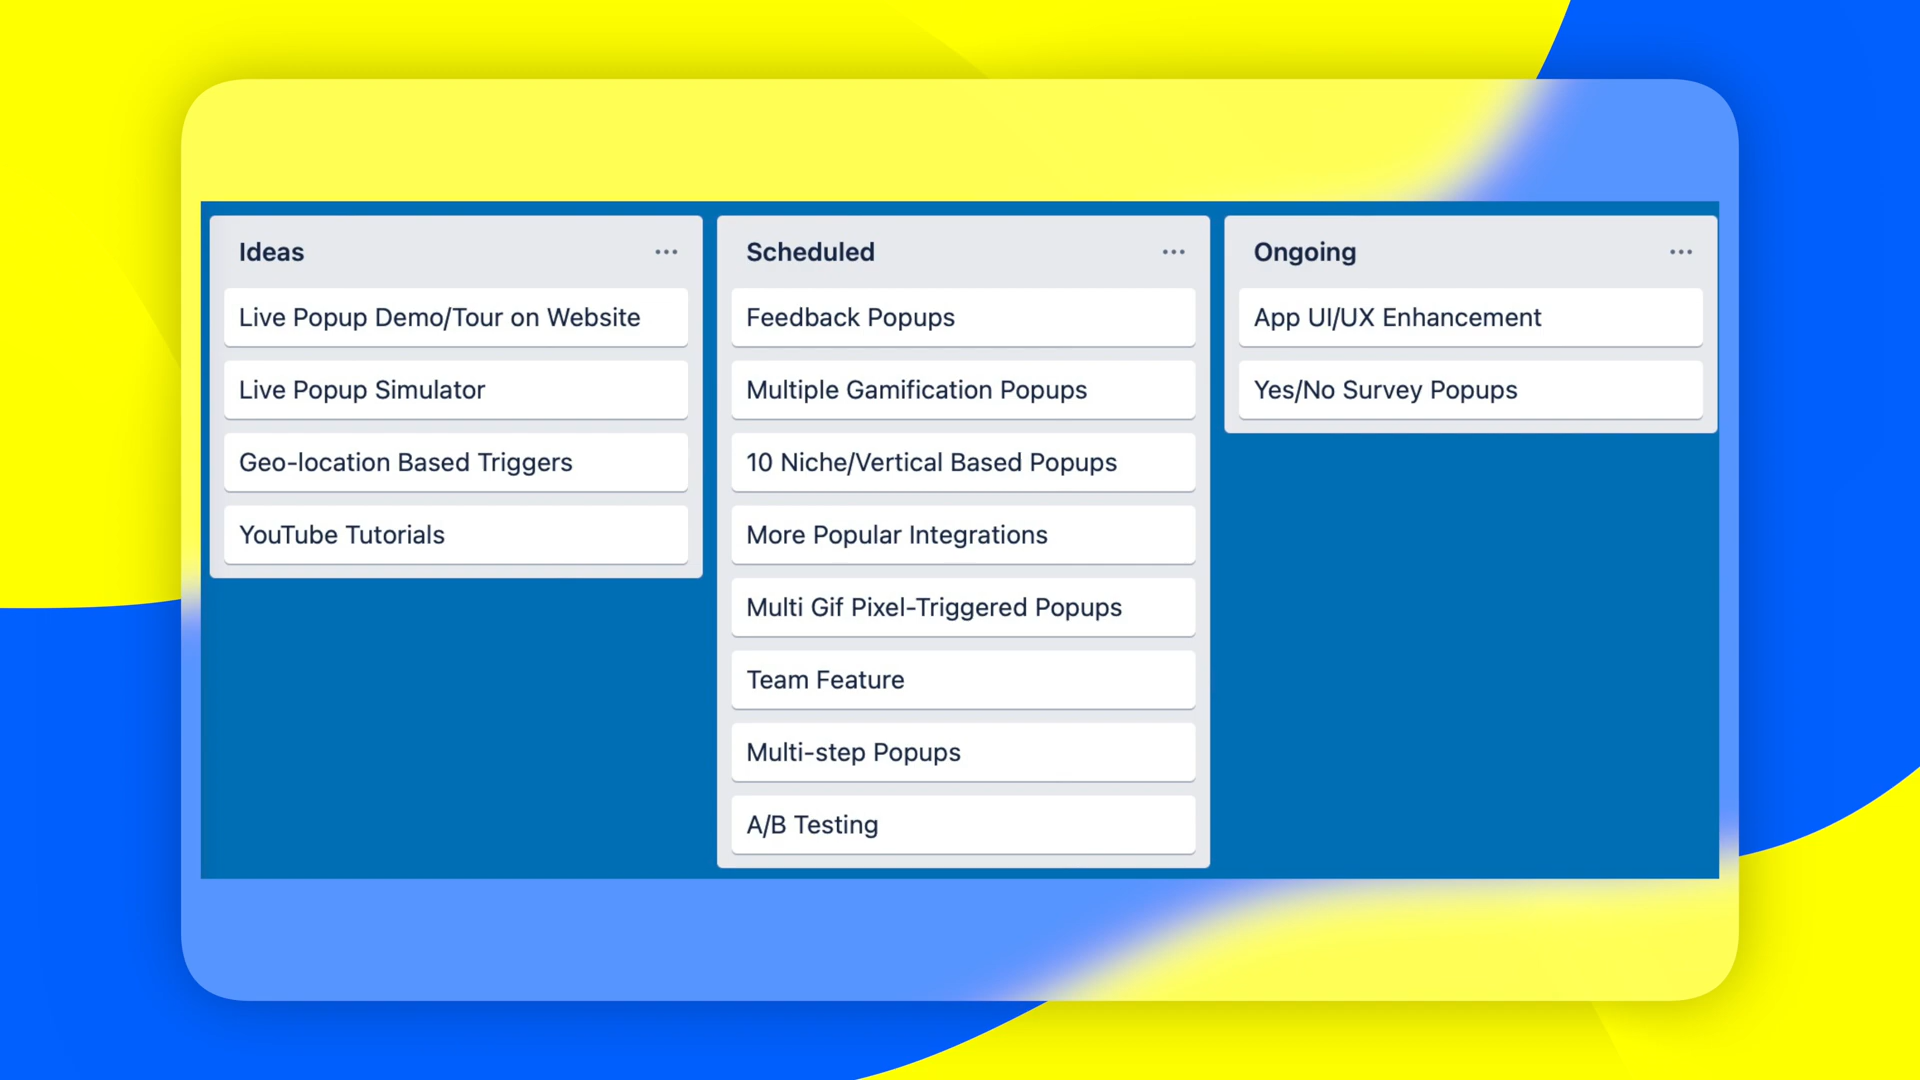 Ideas
Live Popup Demo/Tour on Website
Live Popup Simulator
Geo-location Based Triggers
YouTube Tutorials
Scheduled
Feedback Popups
Multiple Gamification Popups
10 Niche/Vertical Based Popups
More Popular Integrations
Multi Gif Pixel-Triggered Popups
Team Feature
Multi-step Popups
A/B Testing
Ongoing
App UI/UX Enhancement
Yes/No Survey Popups